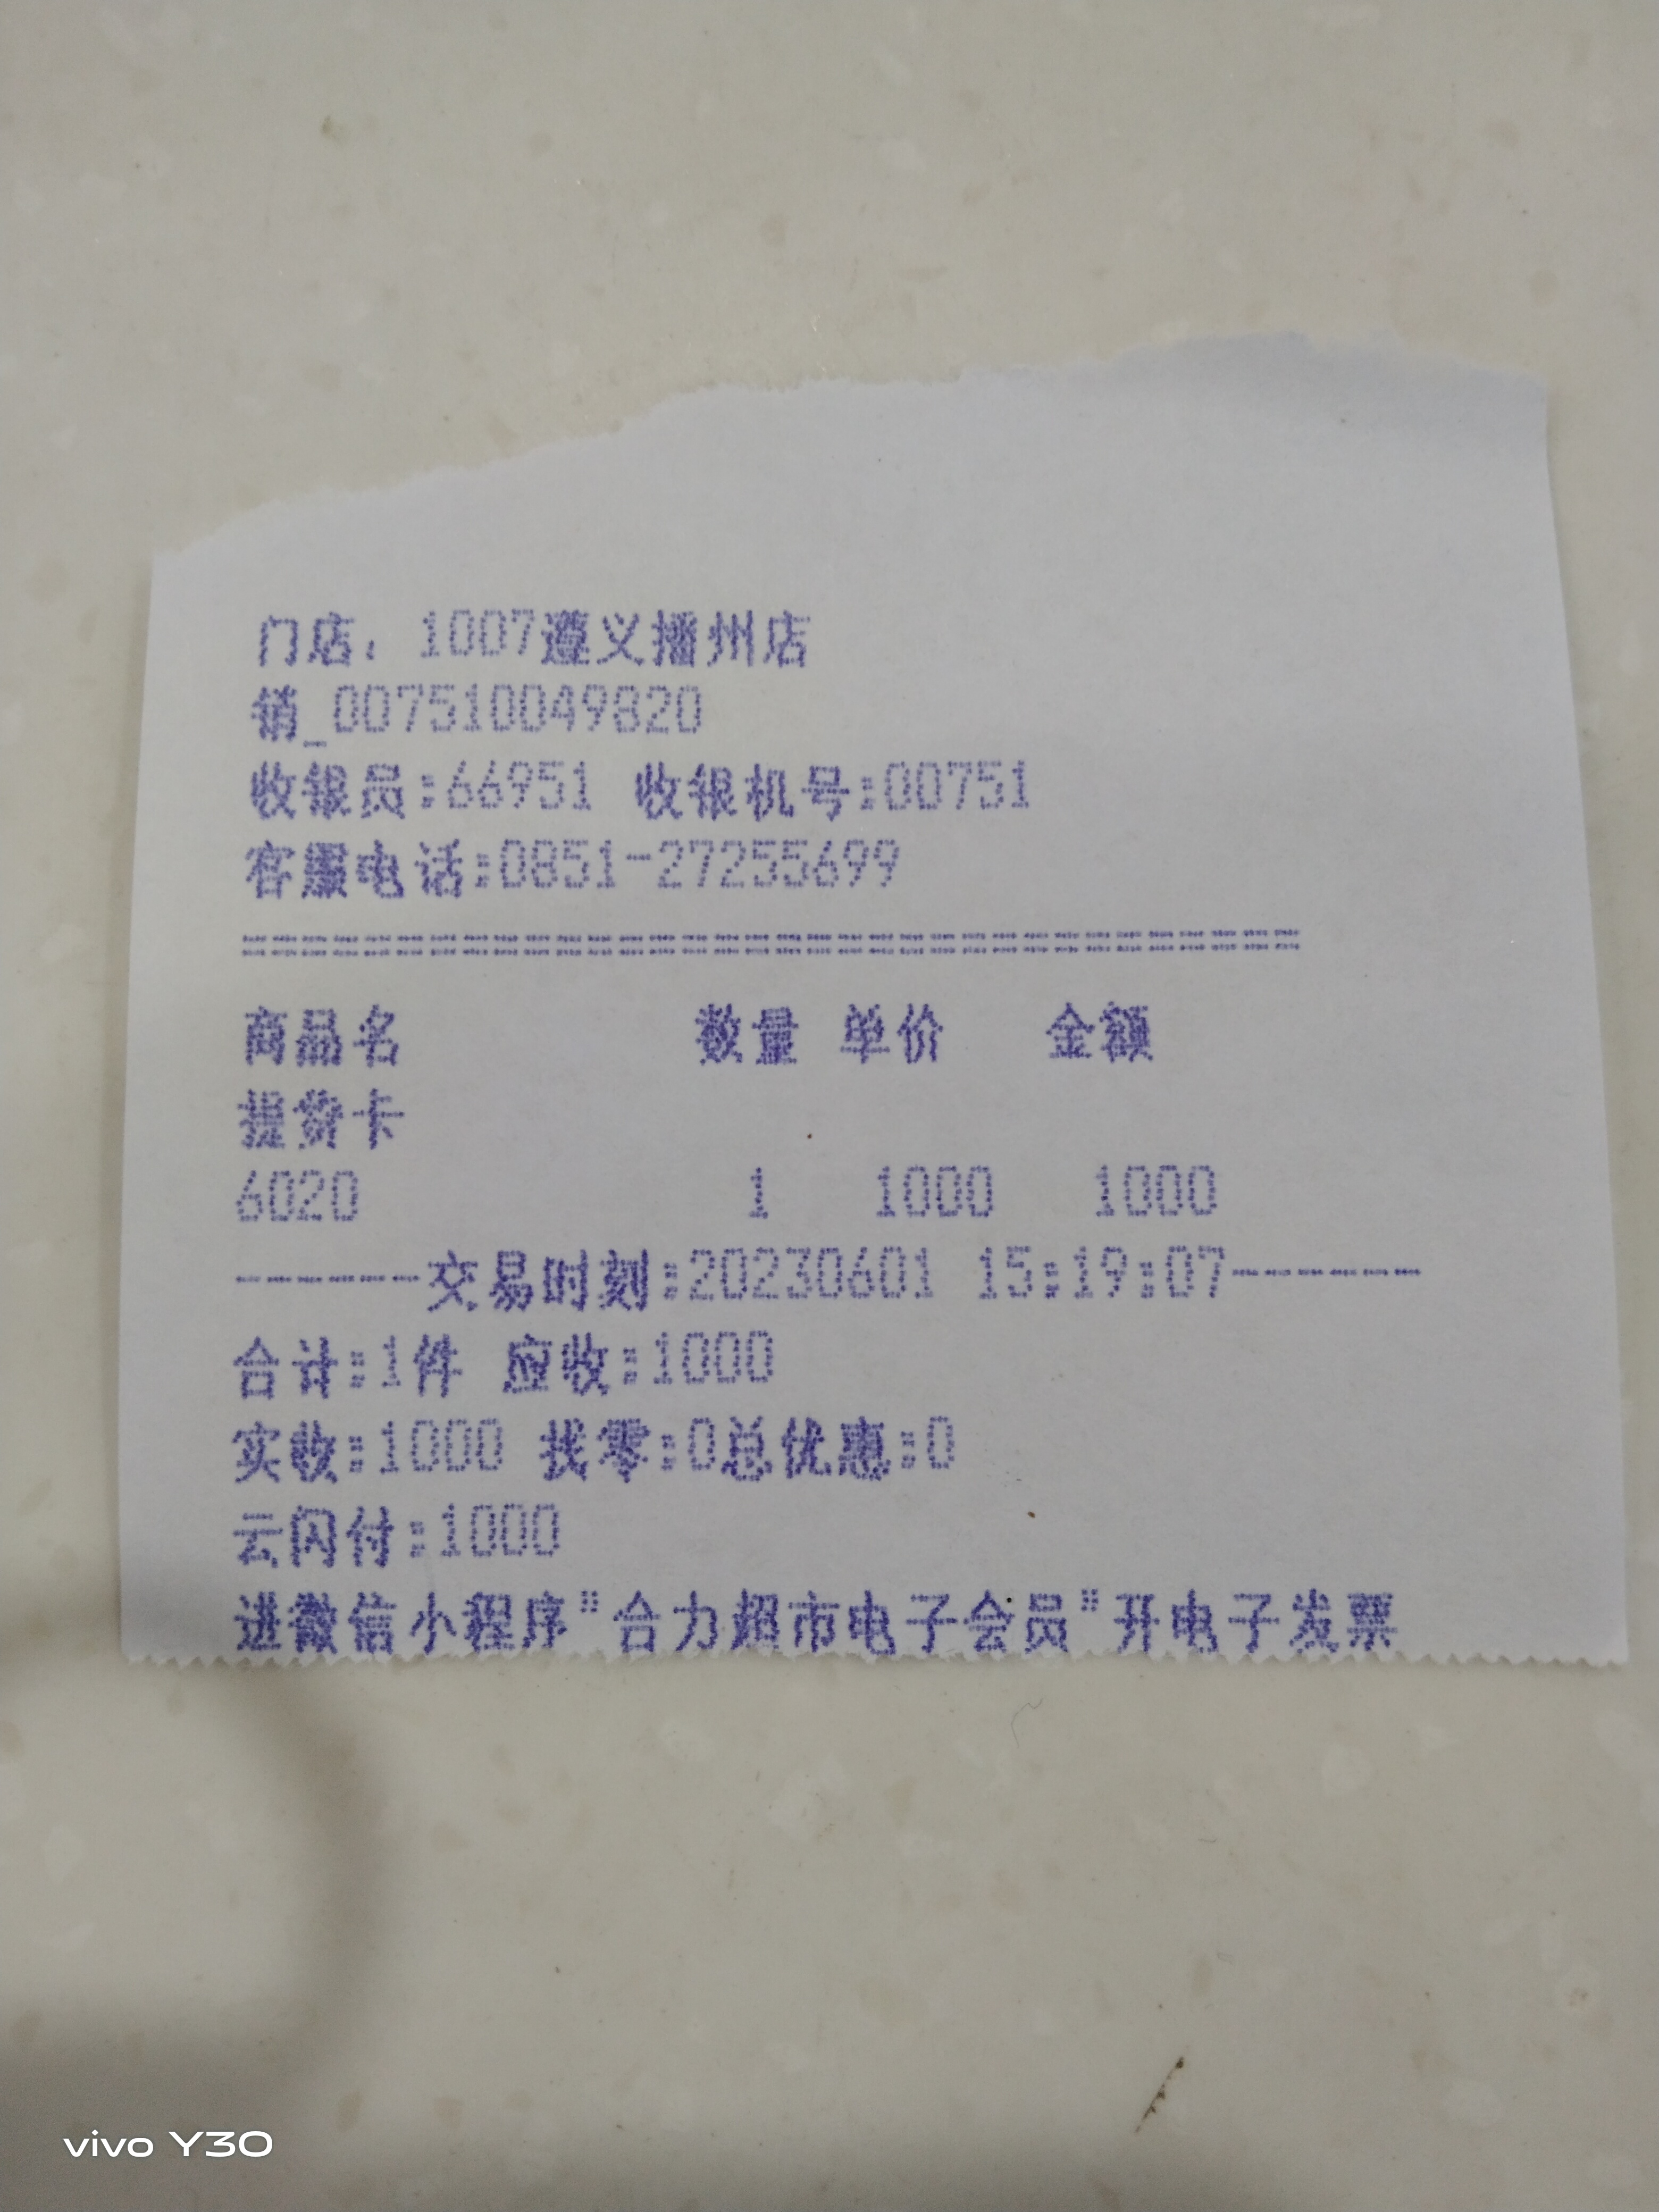 门店：1007遵义播州店
销_007510049820
收银员:66951 收银机号:00751
客服电话:0851-27255699
================================
商品名 数量 单价 金额
提货卡
6020 1 1000 1000
------交易时刻:20230601 15:19:07------
合计:1件 应收:1000
实收:1000 找零:0总优惠:0
云闪付:1000
进微信小程序"合力超市电子会员"开电子发票
vivo Y30